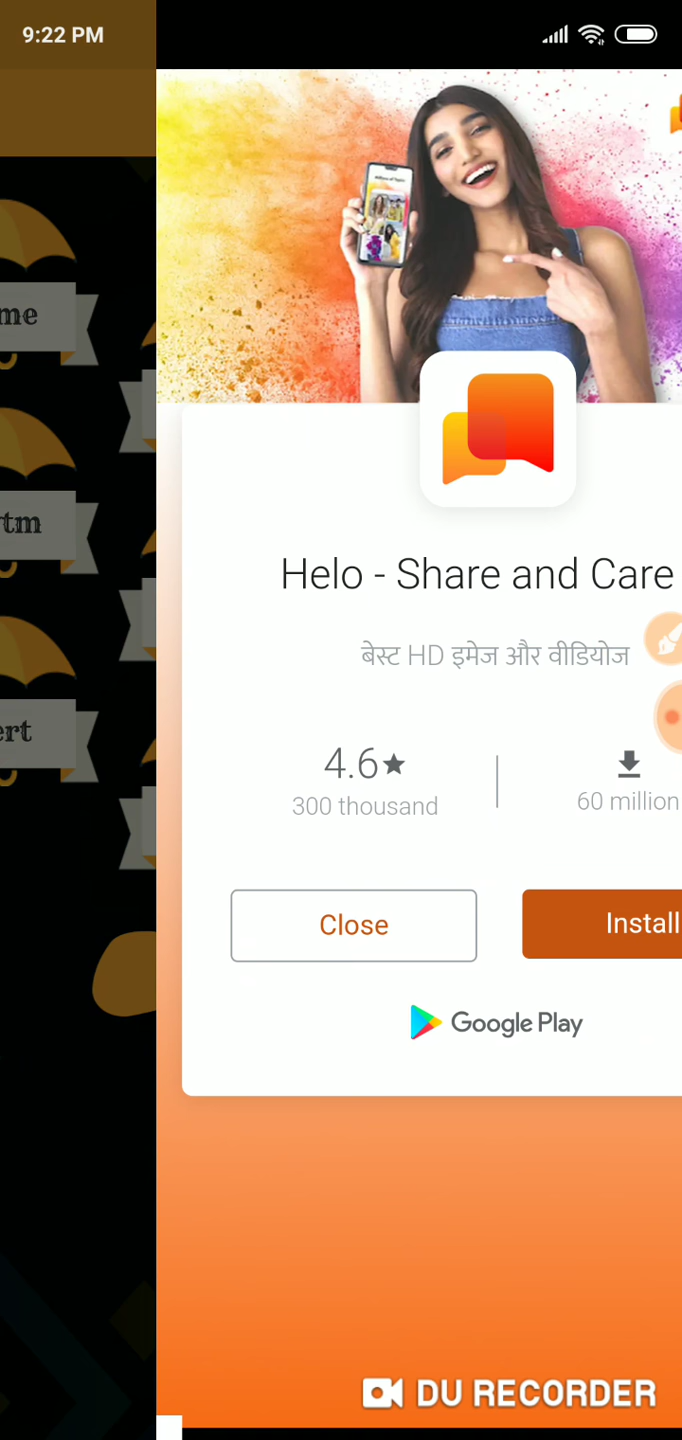 9:22 PM
me
rtm
ert
Helo - Share and Care
बेस्ट HD इमेज और वीडियोज
4.6★
300 thousand
60 million
Close
Install
Google Play
DU RECORDER